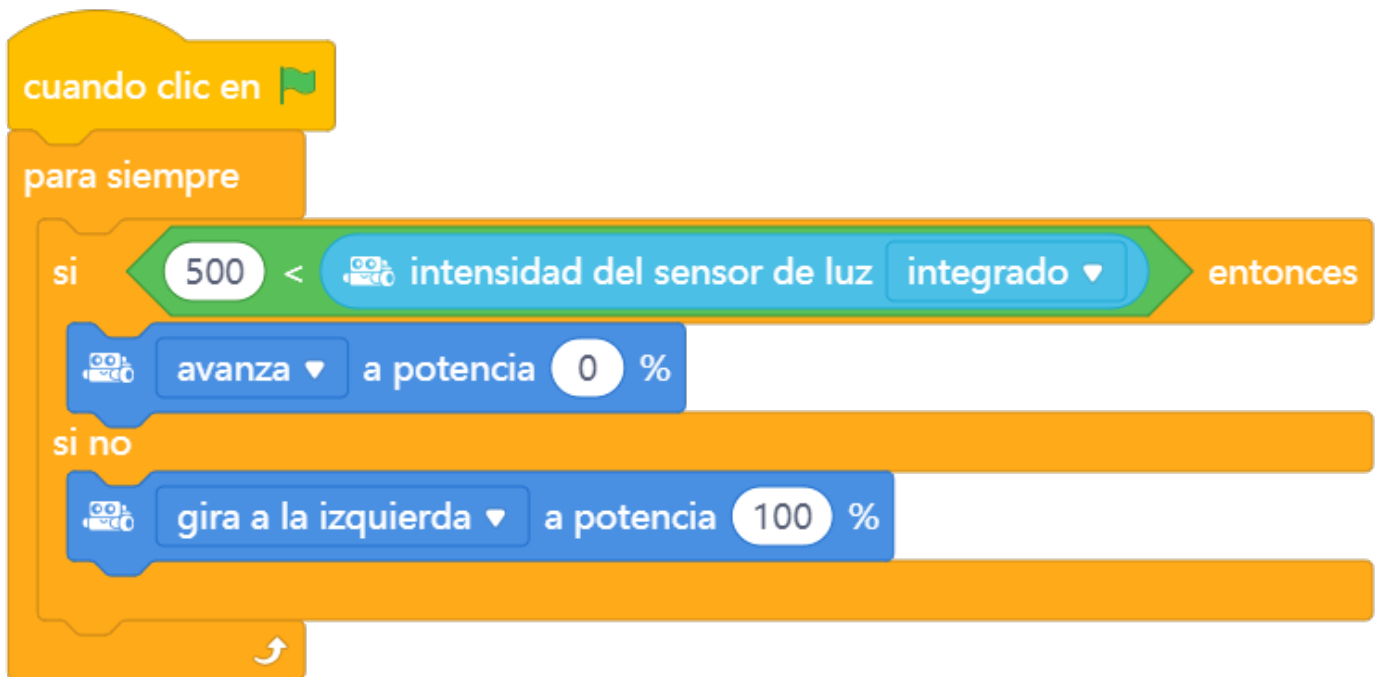 cuando clic en
para siempre
si 500 < intensidad del sensor de luz integrado entonces
avanza a potencia 0 %
si no
gira a la izquierda a potencia 100 %